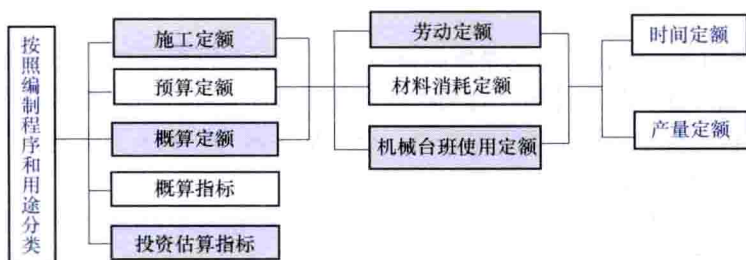 按照编制程序和用途分类
施工定额
预算定额
概算定额
概算指标
投资估算指标
劳动定额
材料消耗定额
机械台班使用定额
时间定额
产量定额